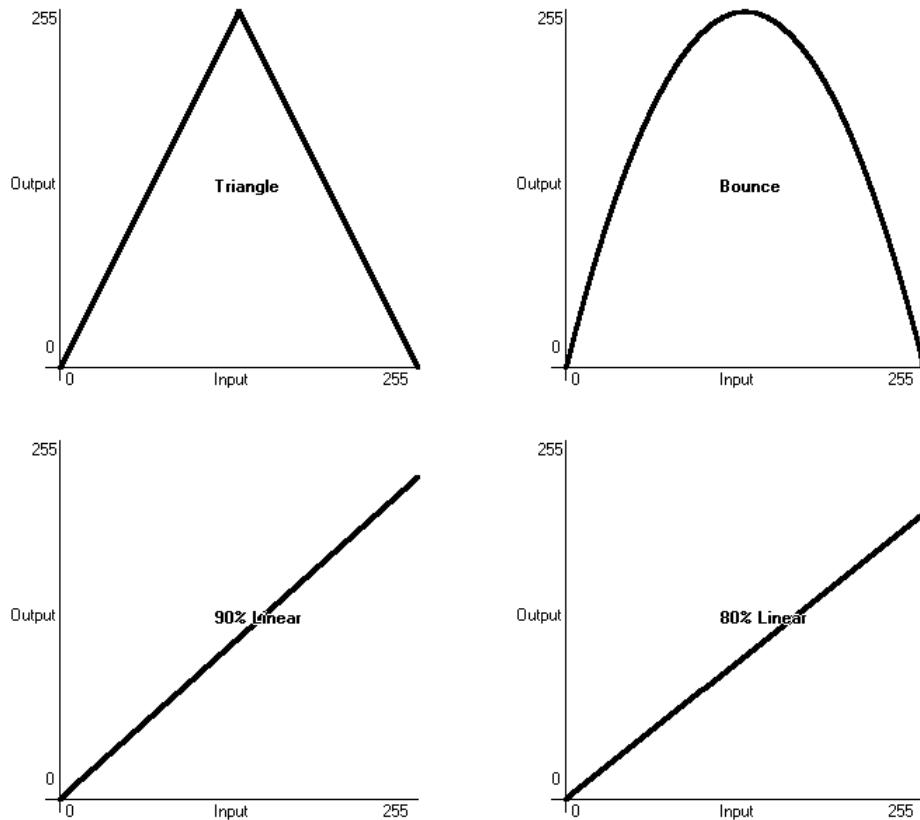 255
Output
Triangle
0
0
Input
255
255
Output
Bounce
0
0
Input
255
255
Output
90% Linear
0
0
Input
255
255
Output
80% Linear
0
0
Input
255